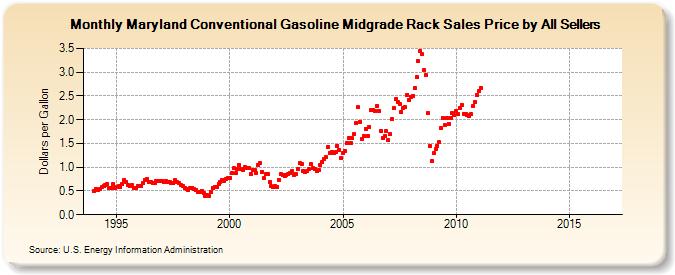 Monthly Maryland Conventional Gasoline Midgrade Rack Sales Price by All Sellers
Dollars per Gallon
3.5
3.0
2.5
2.0
1.5
1.0
0.5
0.0
1995 2000 2005 2010 2015
Source: U.S. Energy Information Administration